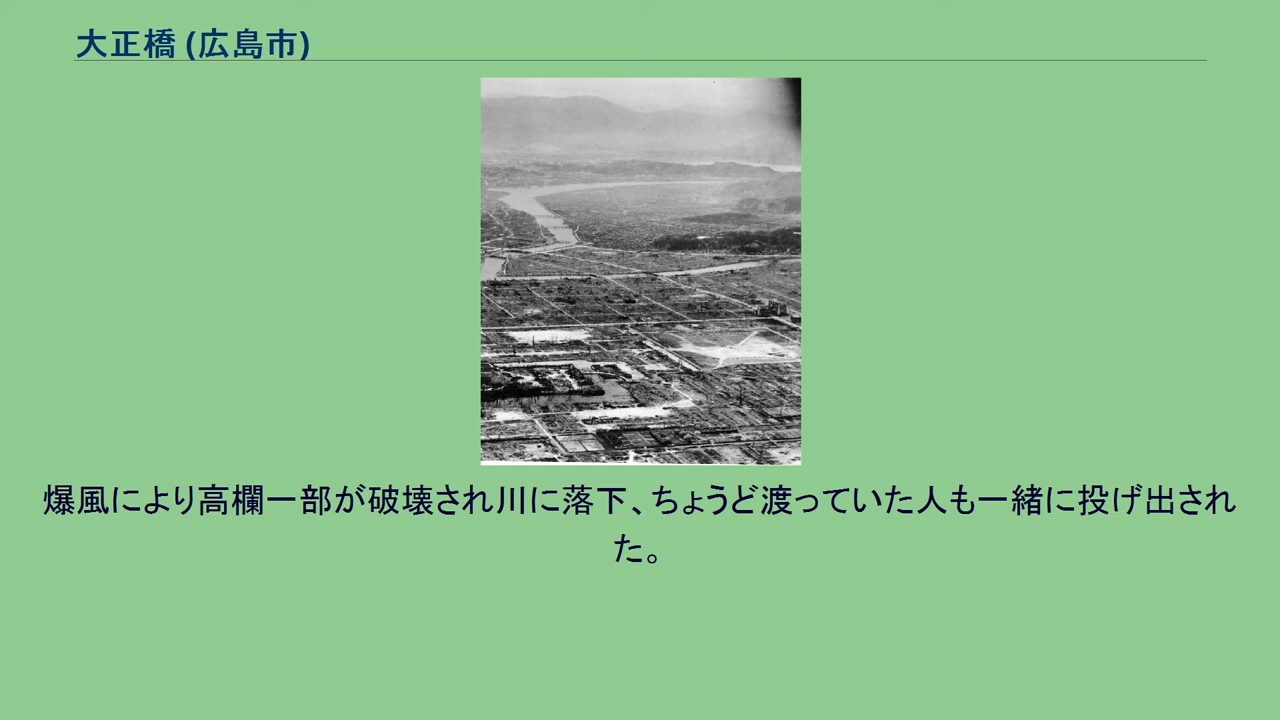 大正橋 (広島市)
爆風により高欄一部が破壊され川に落下、ちょうど渡っていた人も一緒に投げ出され
た。